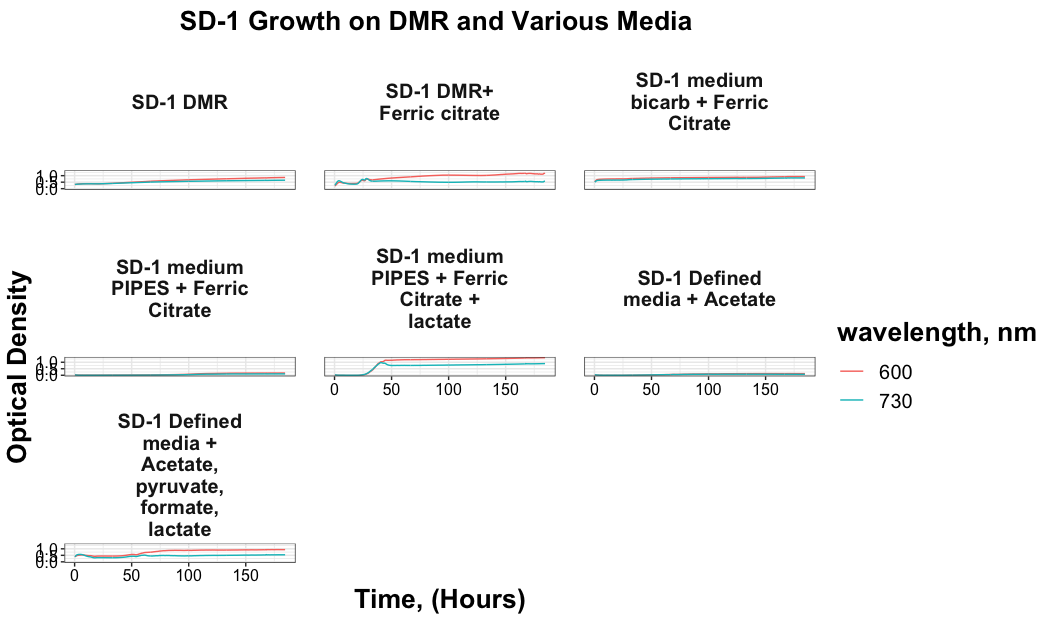 SD-1 Growth on DMR and Various Media
SD-1 DMR
SD-1 DMR+
Ferric citrate
SD-1 medium
bicarb + Ferric
Citrate
1.0
0.5
0.0
SD-1 medium
PIPES + Ferric
Citrate
SD-1 medium
PIPES + Ferric
Citrate +
lactate
SD-1 Defined
media + Acetate
1.0
0.5
0.0
0 50 100 150
0 50 100 150
SD-1 Defined
media +
Acetate,
pyruvate,
formate,
lactate
1.0
0.5
0.0
0 50 100 150
Optical Density
Time, (Hours)
wavelength, nm
600
730